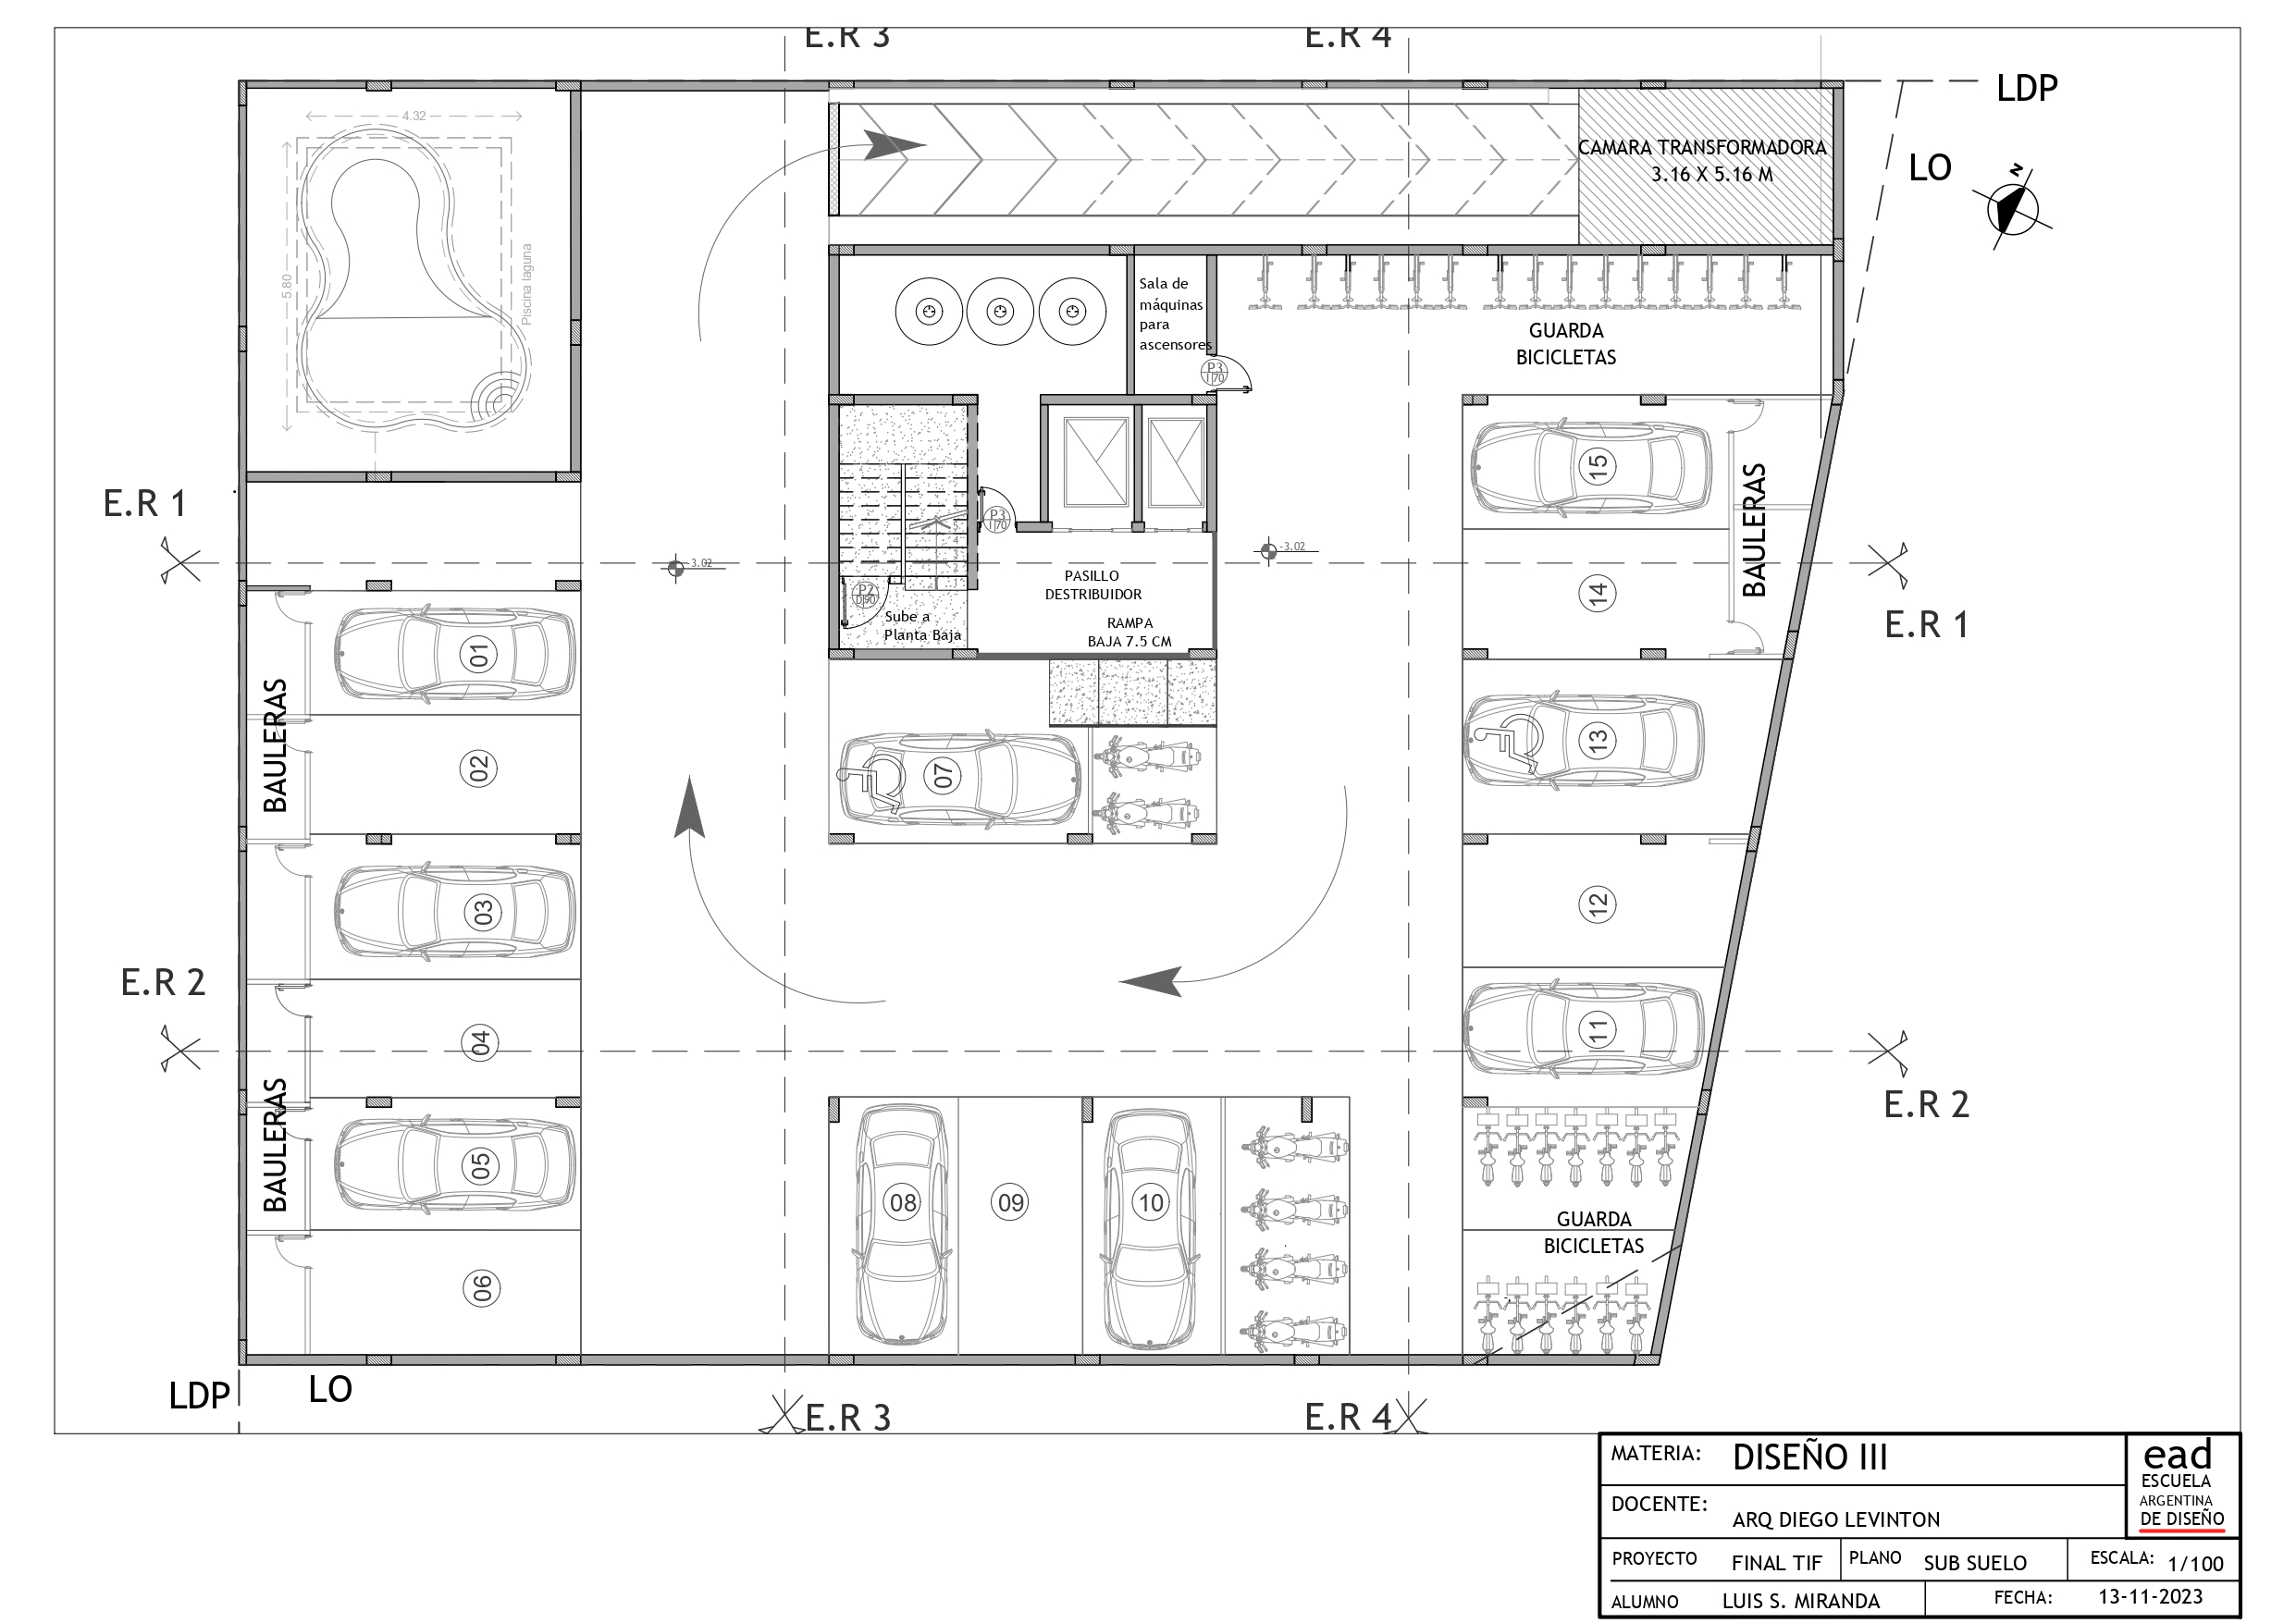 E.R 3
E.R 4
LDP
4.32
CAMARA TRANSFORMADORA
3.16 X 5.16 M
LO
N
5.80
Piscina laguna
Sala de
máquinas
para
ascensores
GUARDA
BICICLETAS
P3
70
15
BAULERAS
E.R 1
P3
70
-3.02
-3.02
PASILLO
DESTRIBUIDOR
14
P2
90
Sube a
Planta Baja
RAMPA
BAJA 7.5 CM
E.R 1
01
BAULERAS
02
07
13
03
12
E.R 2
04
11
BAULERAS
E.R 2
05
08
09
10
GUARDA
BICICLETAS
06
LDP
LO
E.R 3
E.R 4
MATERIA: DISEÑO III
ead
ESCUELA
ARGENTINA
DE DISEÑO
DOCENTE: ARQ DIEGO LEVINTON
PROYECTO FINAL TIF PLANO SUB SUELO ESCALA: 1/100
ALUMNO LUIS S. MIRANDA FECHA: 13-11-2023